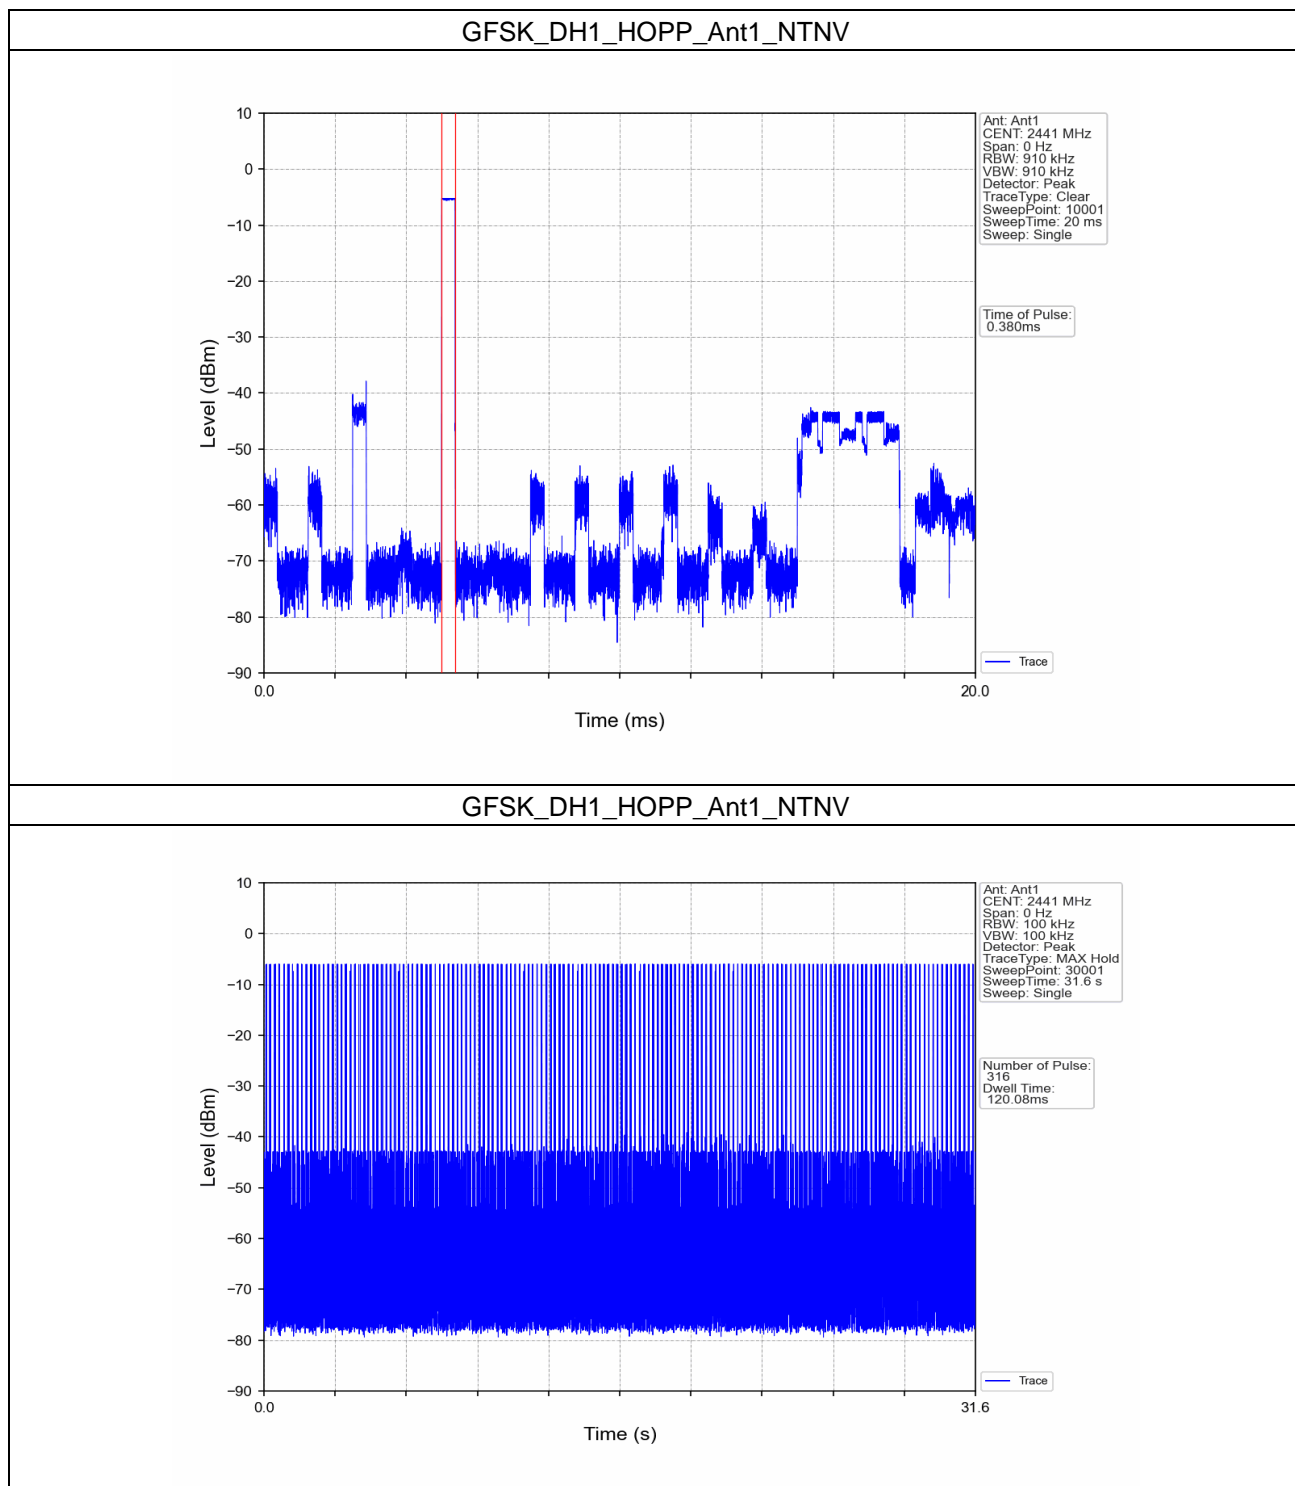 GFSK_DH1_HOPP_Ant1_NTNV
10
0
−10
−20
−30
−40
−50
−60
−70
−80
−90
Level (dBm)
0.0
20.0
Time (ms)
Ant: Ant1
CENT: 2441 MHz
Span: 0 Hz
RBW: 910 kHz
VBW: 910 kHz
Detector: Peak
TraceType: Clear
SweepPoint: 10001
SweepTime: 20 ms
Sweep: Single
Time of Pulse:
0.380ms
Trace
GFSK_DH1_HOPP_Ant1_NTNV
10
0
−10
−20
−30
−40
−50
−60
−70
−80
−90
Level (dBm)
0.0
31.6
Time (s)
Ant: Ant1
CENT: 2441 MHz
Span: 0 Hz
RBW: 100 kHz
VBW: 100 kHz
Detector: Peak
TraceType: MAX Hold
SweepPoint: 30001
SweepTime: 31.6 s
Sweep: Single
Number of Pulse:
316
Dwell Time:
120.08ms
Trace